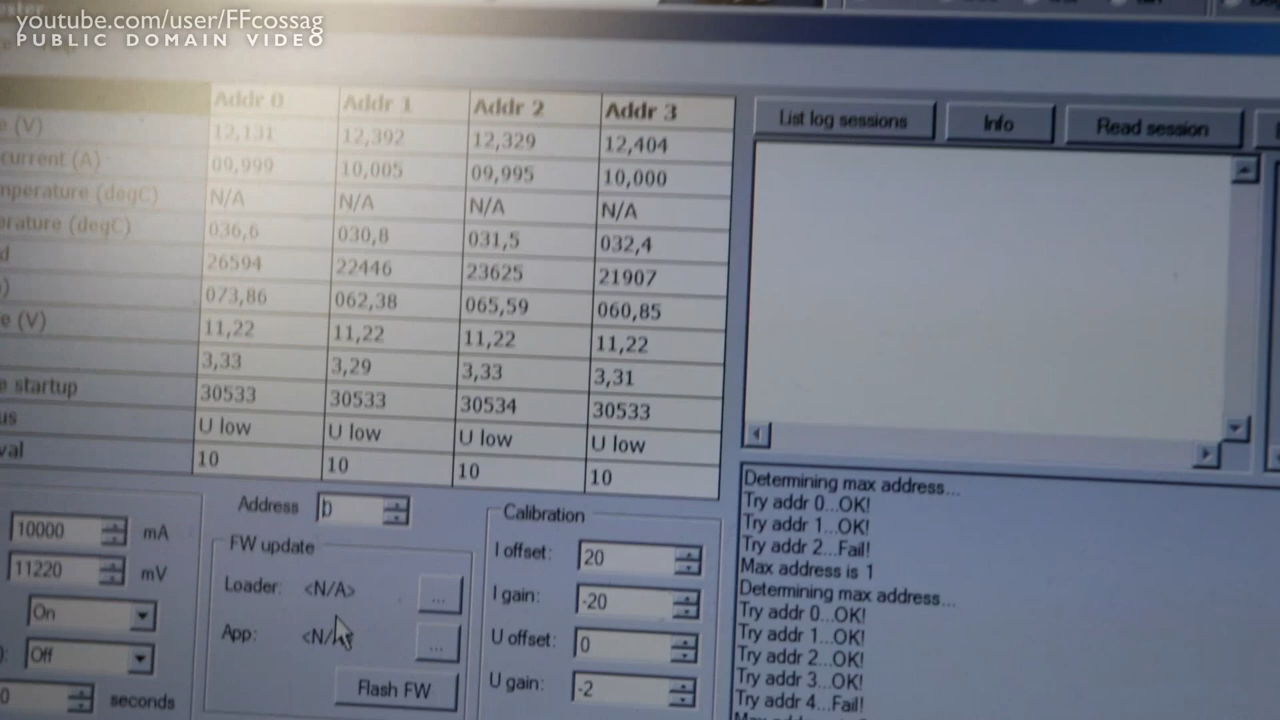 youtube.com/user/FFcossag
PUBLIC DOMAIN VIDEO
Addr 0 Addr 1 Addr 2 Addr 3
(V) 12,131 12,392 12,329 12,404
current (A) 09,999 10,005 09,995 10,000
(degC) N/A N/A N/A N/A
(degC) 036,6 030,8 031,5 032,4
26594 22446 23625 21907
073,86 062,38 065,59 060,85
(V) 11,22 11,22 11,22 11,22
3,33 3,29 3,33 3,31
startup 30533 30533 30534 30533
U low U low U low U low
10 10 10 10
List log sessions Info Read session
Address
10000 mA
11220 mV
On
Off
0 seconds
FW update
Loader: <N/A>
App:
Flash FW
Calibration
I offset: 20
I gain: -20
U offset: 0
U gain: -2
Determining max address...
Try addr 0...OK!
Try addr 1...OK!
Try addr 2...Fail!
Max address is 1
Determining max address...
Try addr 0...OK!
Try addr 1...OK!
Try addr 2...OK!
Try addr 3...OK!
Try addr 4...Fail!